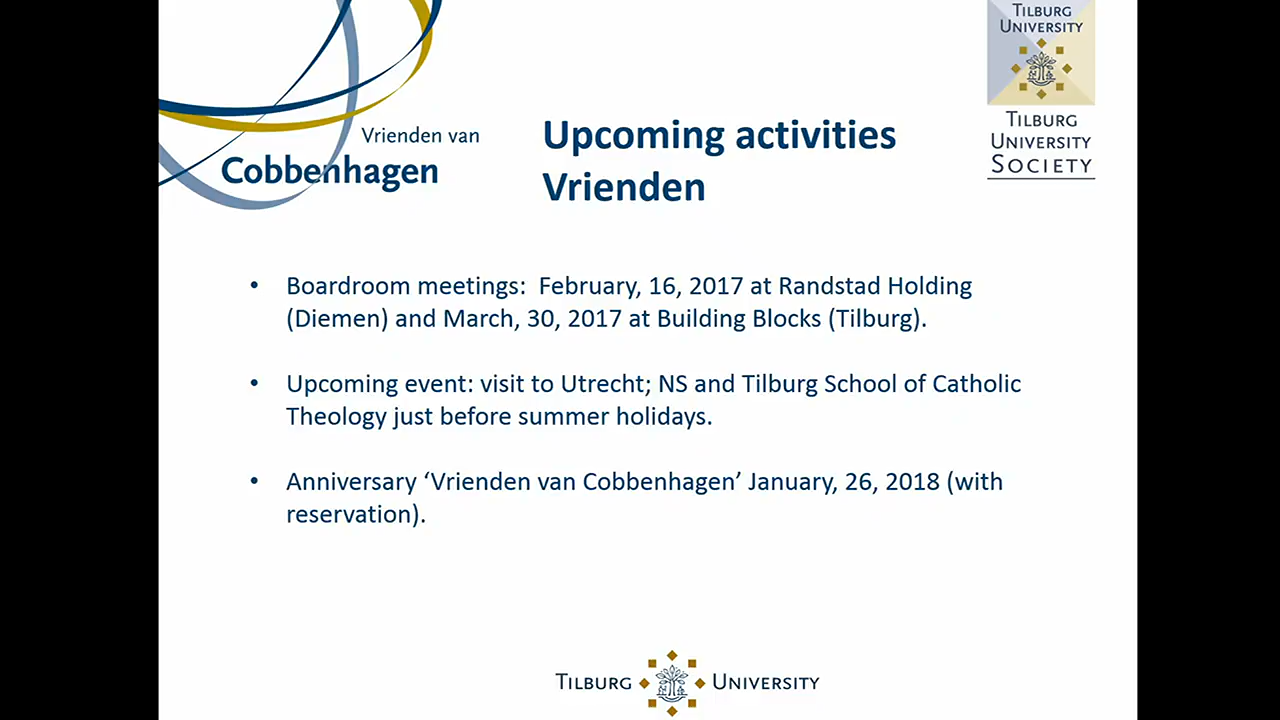 Vrienden van
Cobbenhagen
Upcoming activities
Vrienden
TILBURG
UNIVERSITY
TILBURG
UNIVERSITY
SOCIETY
• Boardroom meetings:  February, 16, 2017 at Randstad Holding
(Diemen) and March, 30, 2017 at Building Blocks (Tilburg).
• Upcoming event: visit to Utrecht; NS and Tilburg School of Catholic
Theology just before summer holidays.
• Anniversary ‘Vrienden van Cobbenhagen’ January, 26, 2018 (with
reservation).
TILBURG UNIVERSITY